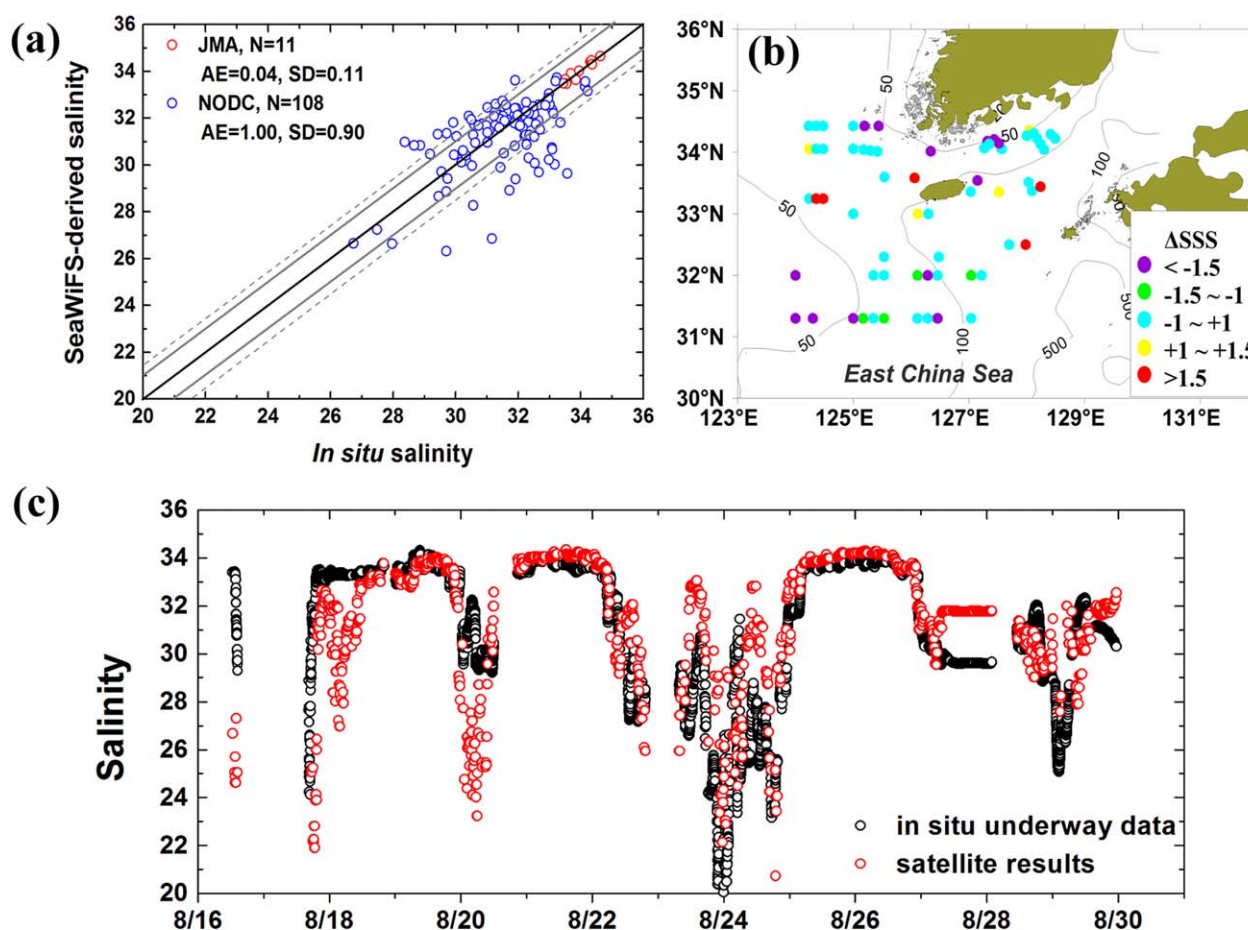 (a)
36
34
32
30
28
26
24
22
20
SeaWiFS-derived salinity
JMA, N=11
AE=0.04, SD=0.11
NODC, N=108
AE=1.00, SD=0.90
20 22 24 26 28 30 32 34 36
In situ salinity
(b)
36°N
35°N
34°N
33°N
32°N
31°N
30°N
50
50
100
50
50
100
500
East China Sea
ΔSSS
< -1.5
-1.5 ~ -1
-1 ~ +1
+1 ~ +1.5
>1.5
123°E 125°E 127°E 129°E 131°E
(c)
36
34
32
30
28
26
24
22
20
Salinity
in situ underway data
satellite results
8/16 8/18 8/20 8/22 8/24 8/26 8/28 8/30